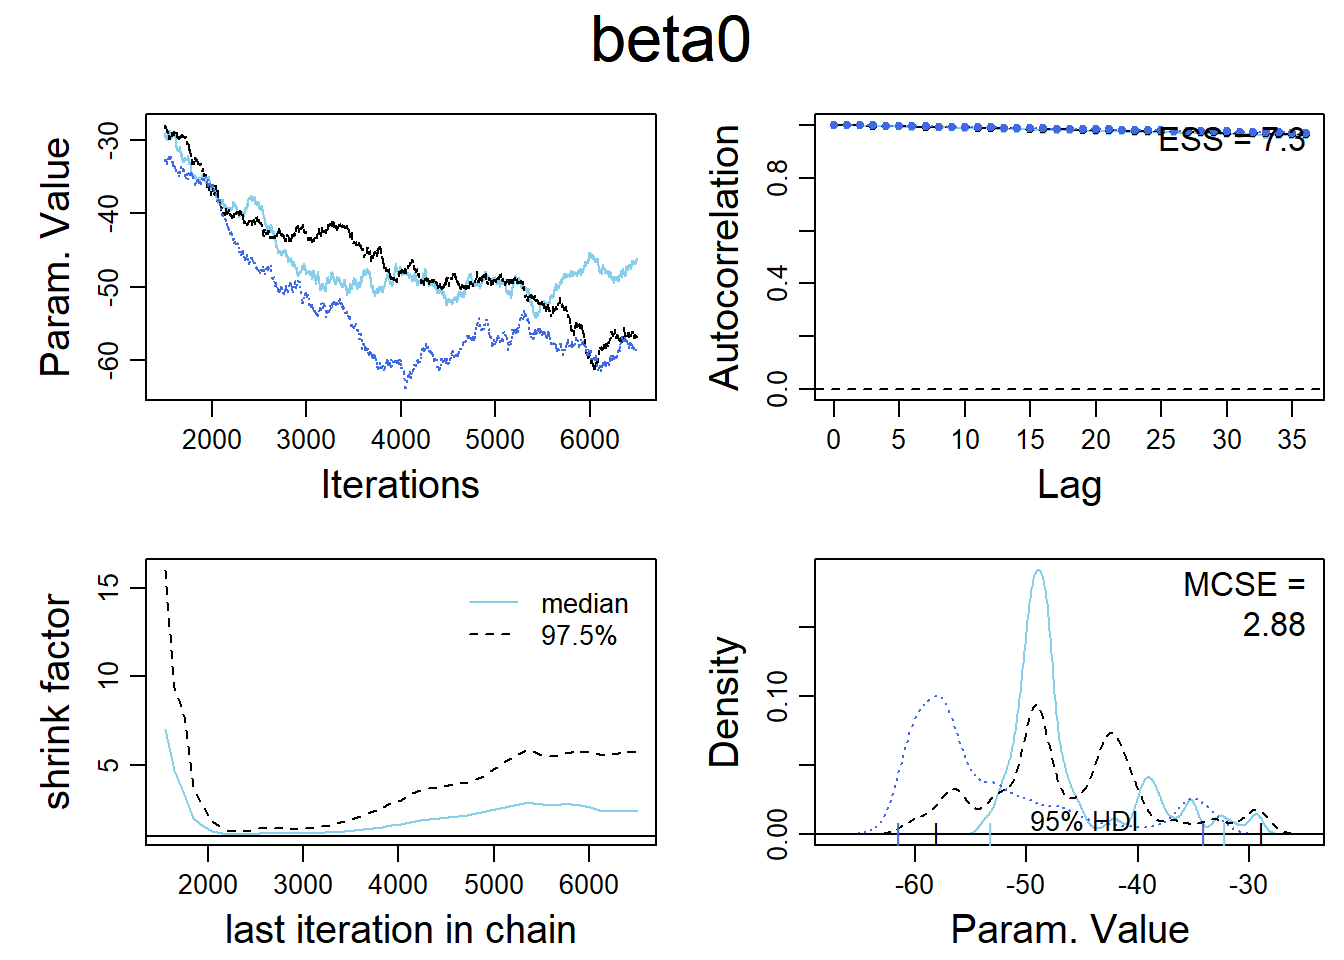 beta0
Param. Value
-30
-40
-50
-60
2000 3000 4000 5000 6000
Iterations
Autocorrelation
0.8
0.4
0.0
ESS = 7.3
0 5 10 15 20 25 30 35
Lag
shrink factor
15
10
5
median
97.5%
2000 3000 4000 5000 6000
last iteration in chain
Density
0.10
0.00
MCSE =
2.88
95% HDI
-60 -50 -40 -30
Param. Value